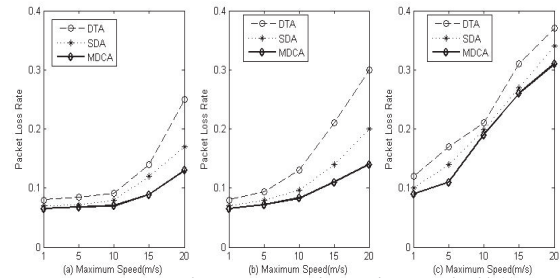 0.4
0.3
0.2
0.1
0
Packet Loss Rate
DTA
SDA
MDCA
1 5 10 15 20
(a) Maximum Speed(m/s)
0.4
0.3
0.2
0.1
0
Packet Loss Rate
DTA
SDA
MDCA
1 5 10 15 20
(b) Maximum Speed(m/s)
0.4
0.3
0.2
0.1
0
Packet Loss Rate
DTA
SDA
MDCA
1 5 10 15 20
(c) Maximum Speed(m/s)